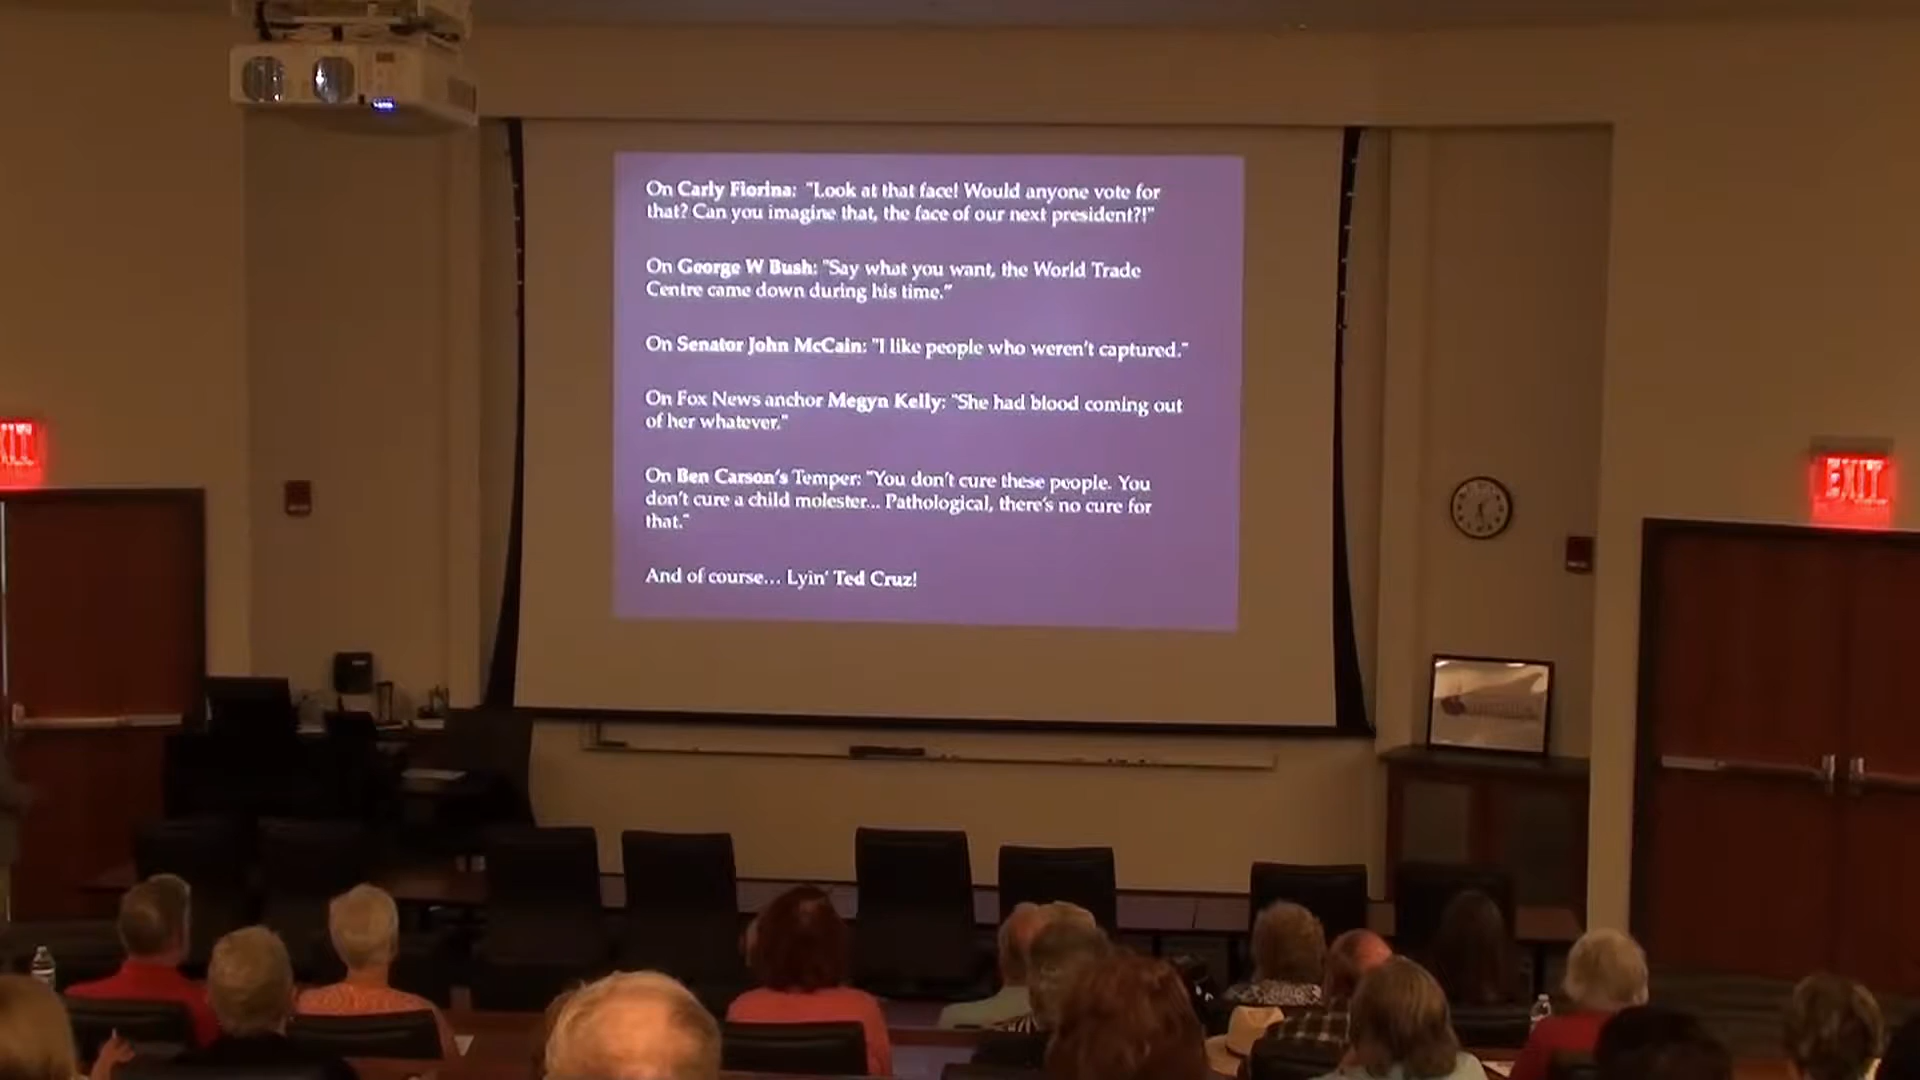 On Carly Fiorina: "Look at that face! Would anyone vote for
that? Can you imagine that, the face of our next president?!"
On George W Bush: "Say what you want, the World Trade
Centre came down during his time."
On Senator John McCain: "I like people who weren't captured."
On Fox News anchor Megyn Kelly: "She had blood coming out
of her whatever."
On Ben Carson's Temper: "You don't cure these people. You
don't cure a child molester... Pathological, there's no cure for
that."
And of course... Lyin' Ted Cruz!
XIT
EXIT